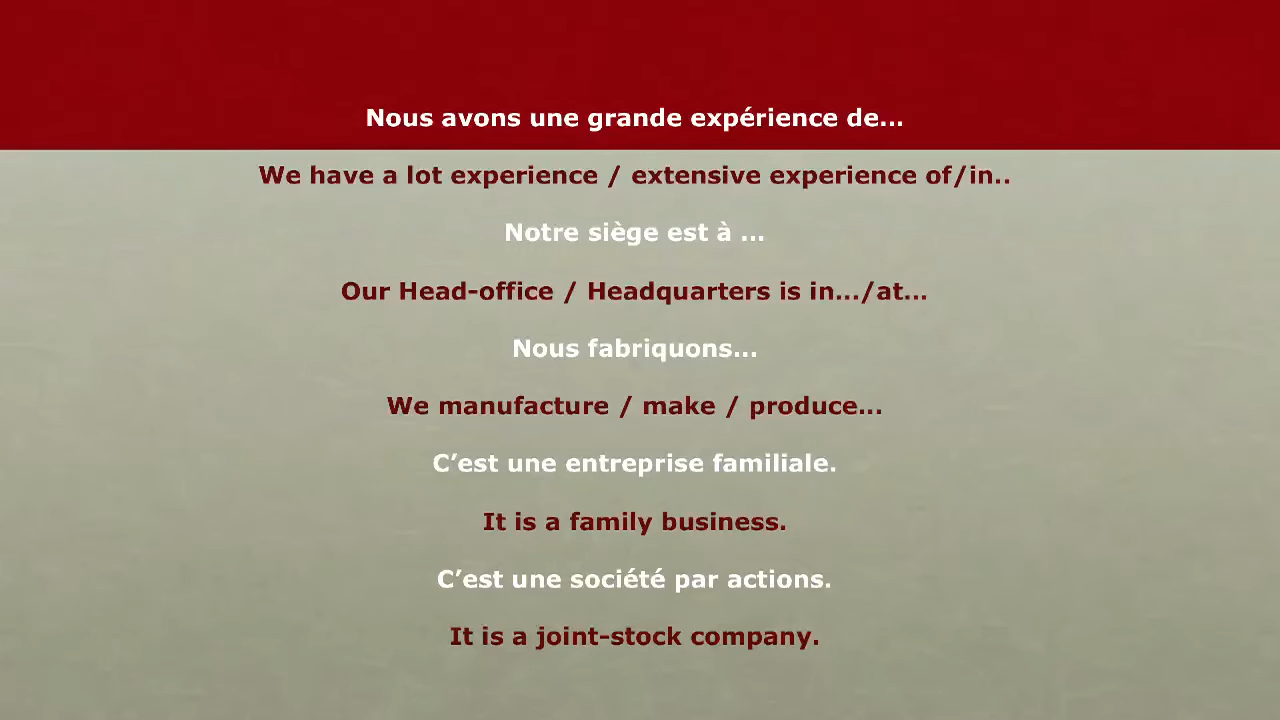 Nous avons une grande expérience de...
We have a lot experience / extensive experience of/in..
Notre siège est à ...
Our Head-office / Headquarters is in.../at...
Nous fabriquons...
We manufacture / make / produce...
C’est une entreprise familiale.
It is a family business.
C’est une société par actions.
It is a joint-stock company.